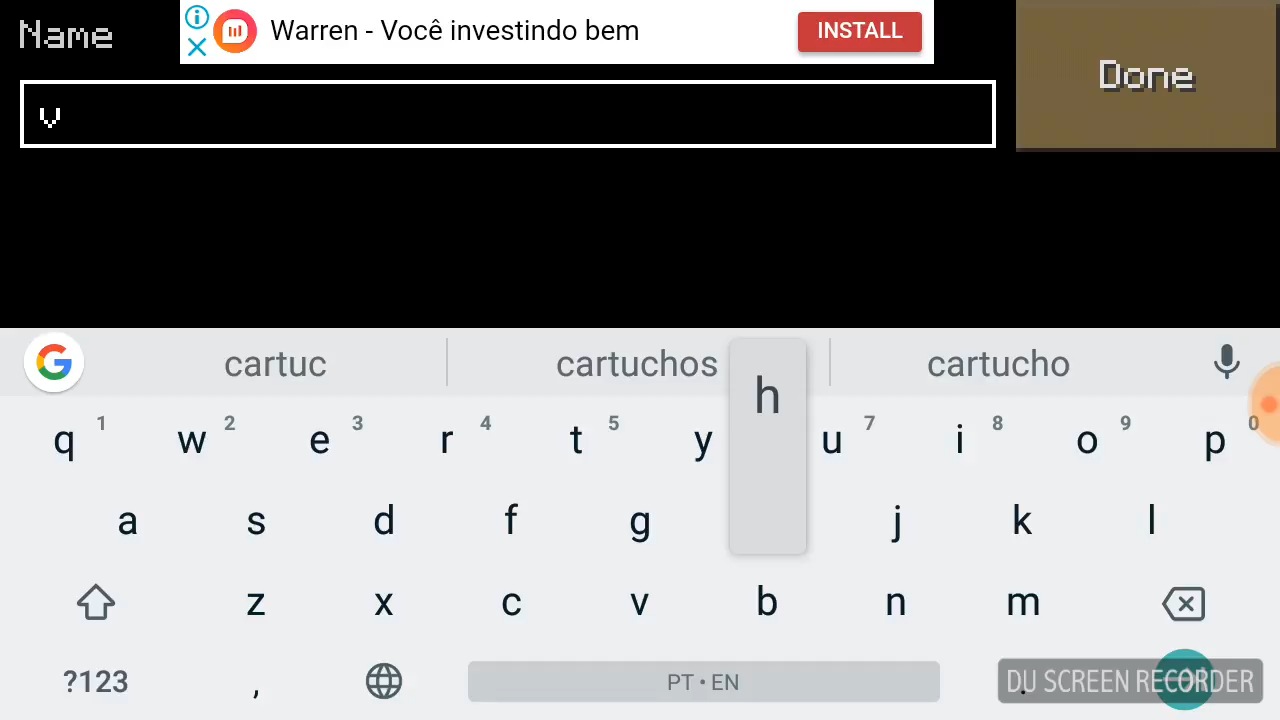 Name
Warren - Você investindo bem
INSTALL
Done
v
cartuc cartuchos cartucho
h
1 2 3 4 5 7 8 9 0
q w e r t y u i o p
a s d f g j k l
z x c v b n m
?123 , PT • EN .
DU SCREEN RECORDER